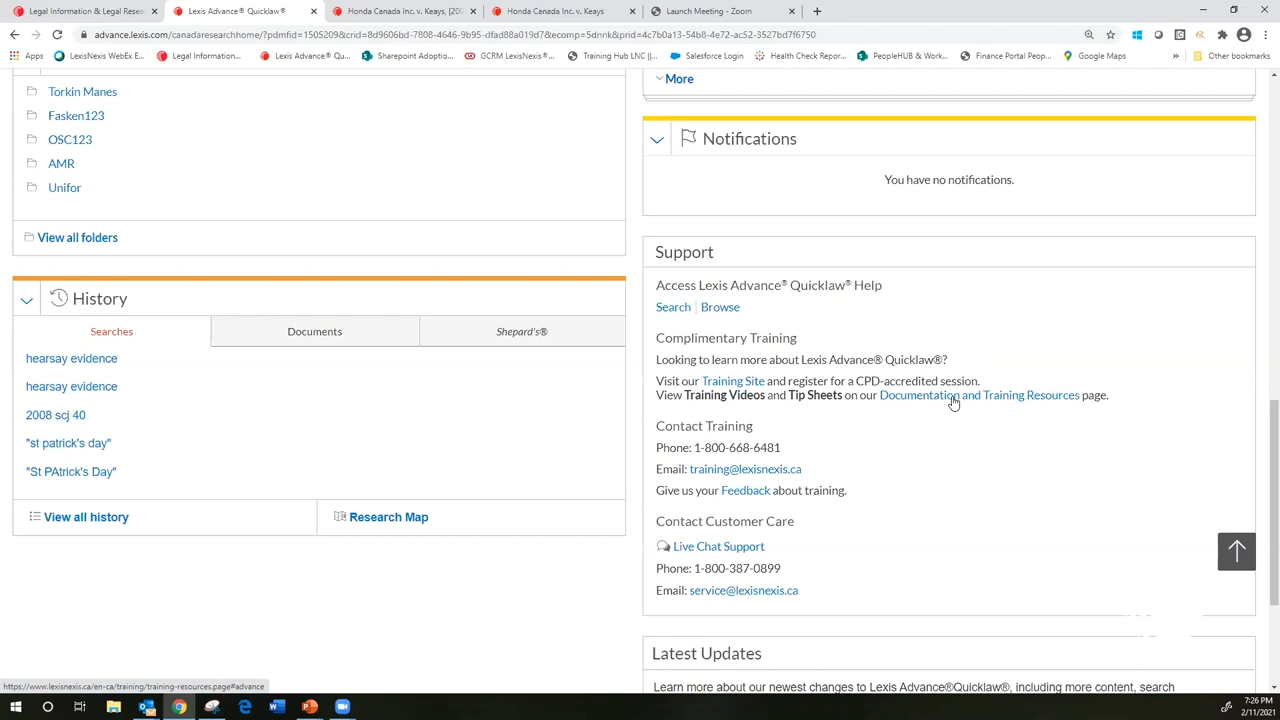 Legal Information & Legal Resea
Lexis Advance® Quicklaw®
Honda Canada Inc. v. Keays, [200
Honda Canada Inc. v. Keays
Launch Meeting - Zoom
advance.lexis.com/canadaresearchhome/?pdmfid=1505209&crid=8d9606bd-7808-4646-9b95-dfad88a019d7&ecomp=5dnnk&prid=4c7b0a13-54b8-4e72-ac52-3527bd7f6750
Apps
LexisNexis WebEx E...
Legal Information...
Lexis Advance® Qu...
Sharepoint Adoptio...
GCRM LexisNexis®...
Training Hub LNC ||...
Salesforce Login
Health Check Repor...
PeopleHUB & Work...
Finance Portal Peop...
Google Maps
»
Other bookmarks
Torkin Manes
Fasken123
OSC123
AMR
Unifor
View all folders
History
Searches
Documents
Shepard's®
hearsay evidence
hearsay evidence
2008 scj 40
"st patrick's day"
"St PAtrick's Day"
View all history
Research Map
More
Notifications
You have no notifications.
Support
Access Lexis Advance® Quicklaw® Help
Search | Browse
Complimentary Training
Looking to learn more about Lexis Advance® Quicklaw®?
Visit our Training Site and register for a CPD-accredited session.
View Training Videos and Tip Sheets on our Documentation and Training Resources page.
Contact Training
Phone: 1-800-668-6481
Email: training@lexisnexis.ca
Give us your Feedback about training.
Contact Customer Care
Live Chat Support
Phone: 1-800-387-0899
Email: service@lexisnexis.ca
Latest Updates
Learn more about our newest changes to Lexis Advance®Quicklaw®, including more content, search
https://www.lexisnexis.ca/en-ca/training/training-resources.page#advance
7:26 PM
2/11/2021